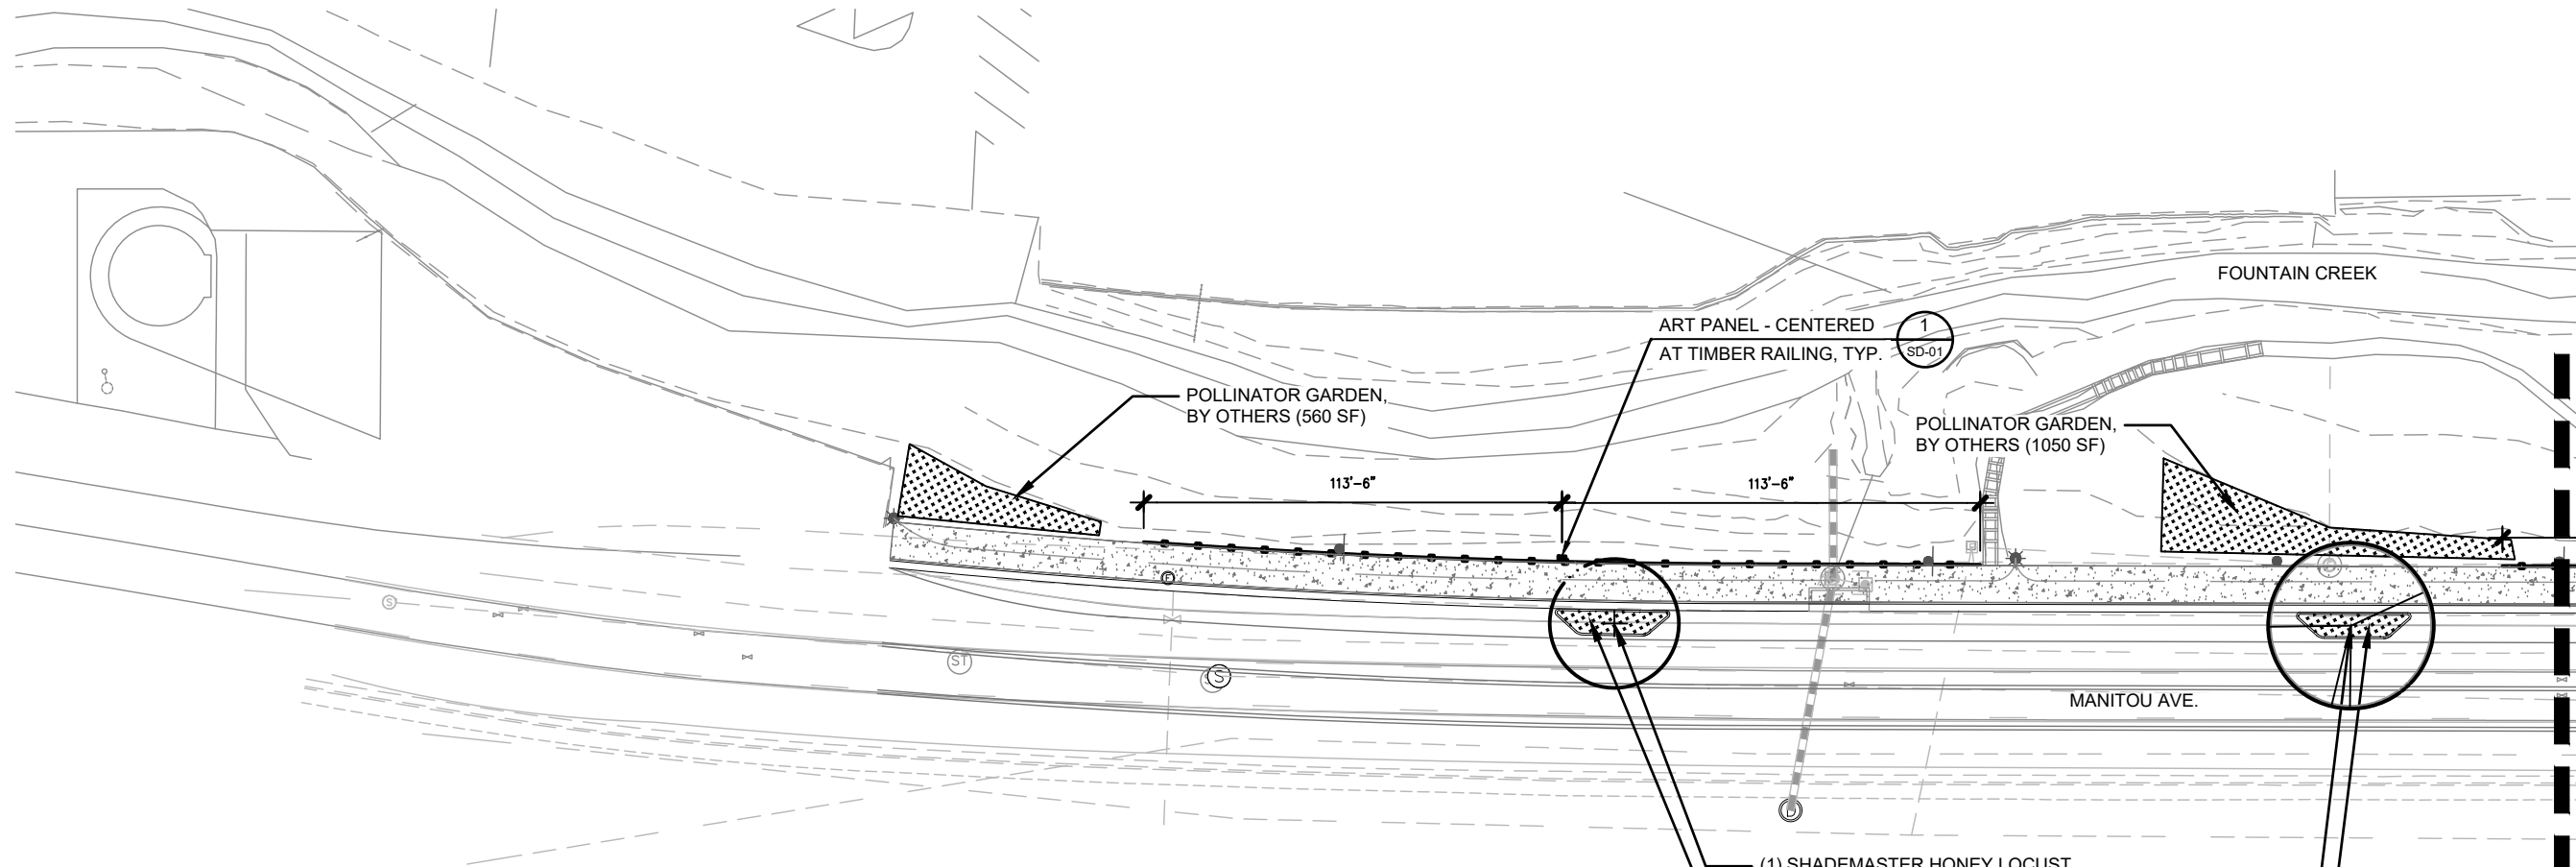 FOUNTAIN CREEK
ART PANEL - CENTERED
AT TIMBER RAILING, TYP.
1
SD-01
POLLINATOR GARDEN,
BY OTHERS (560 SF)
POLLINATOR GARDEN,
BY OTHERS (1050 SF)
113'-6"
113'-6"
F
S
ST
S
MANITOU AVE.
D
(1) SHADEMASTER HONEY LOCUST